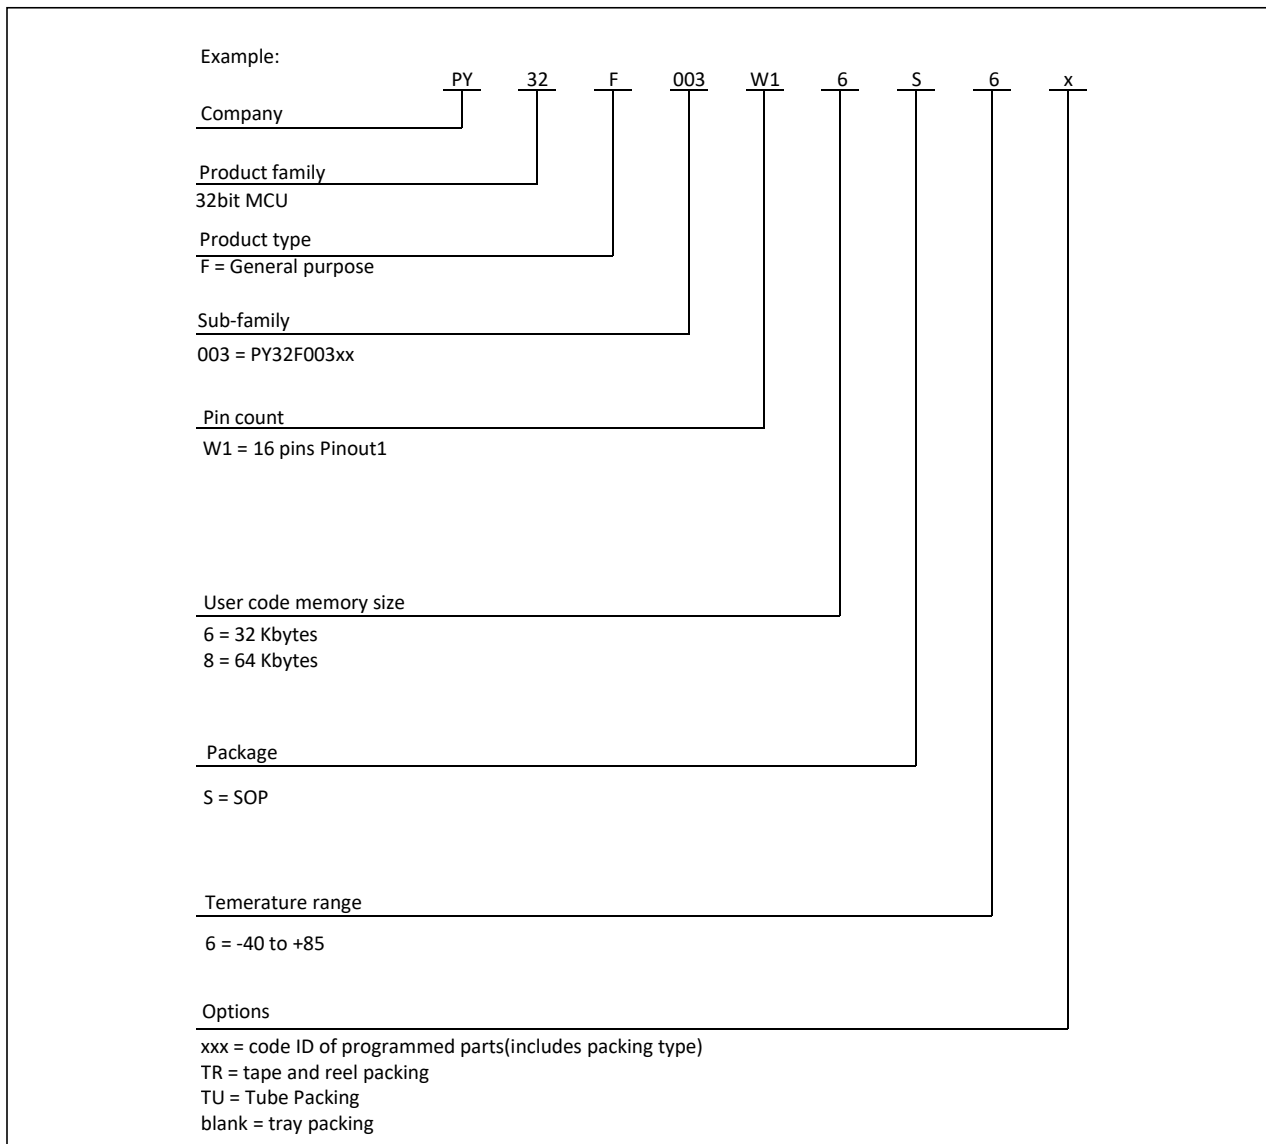 Example:
PY 32 F 003 W1 6 S 6 x
Company
Product family
32bit MCU
Product type
F = General purpose
Sub-family
003 = PY32F003xx
Pin count
W1 = 16 pins Pinout1
User code memory size
6 = 32 Kbytes
8 = 64 Kbytes
Package
S = SOP
Temerature range
6 = -40 to +85
Options
xxx = code ID of programmed parts(includes packing type)
TR = tape and reel packing
TU = Tube Packing
blank = tray packing